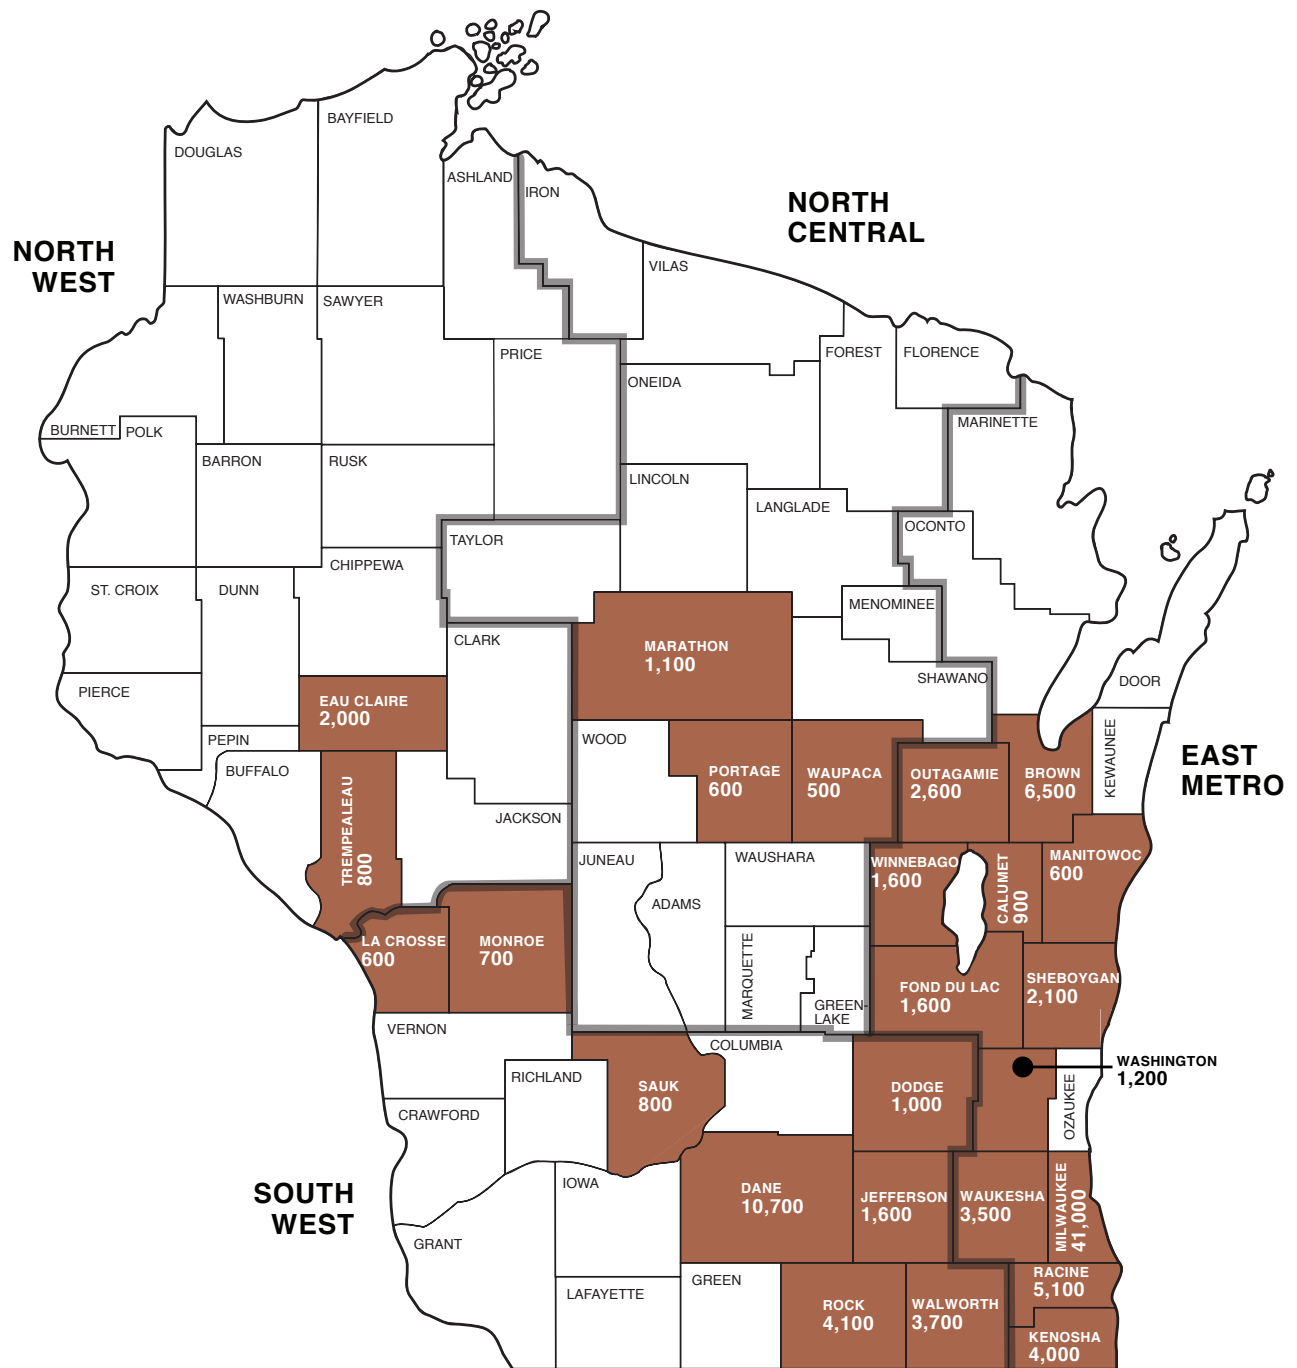 BAYFIELD
DOUGLAS
ASHLAND
IRON
NORTH
CENTRAL
NORTH
WEST
VILAS
WASHBURN
SAWYER
PRICE
FOREST
FLORENCE
ONEIDA
BURNETT
POLK
MARINETTE
BARRON
RUSK
LINCOLN
LANGLADE
OCONTO
TAYLOR
CHIPPEWA
ST. CROIX
DUNN
MENOMINEE
CLARK
MARATHON
1,100
SHAWANO
DOOR
PIERCE
EAU CLAIRE
2,000
PEPIN
WOOD
BUFFALO
PORTAGE
600
WAUPACA
500
OUTAGAMIE
2,600
BROWN
6,500
KEWAUNEE
EAST
METRO
TREMPEALEAU
800
JACKSON
JUNEAU
WAUSHARA
WINNEBAGO
1,600
CALUMET
900
MANITOWOC
600
ADAMS
LA CROSSE
600
MONROE
700
MARQUETTE
GREEN-
LAKE
FOND DU LAC
1,600
SHEBOYGAN
2,100
VERNON
COLUMBIA
WASHINGTON
1,200
RICHLAND
SAUK
800
DODGE
1,000
OZAUKEE
CRAWFORD
SOUTH
WEST
IOWA
DANE
10,700
JEFFERSON
1,600
WAUKESHA
3,500
MILWAUKEE
41,000
GRANT
LAFAYETTE
GREEN
ROCK
4,100
WALWORTH
3,700
RACINE
5,100
KENOSHA
4,000